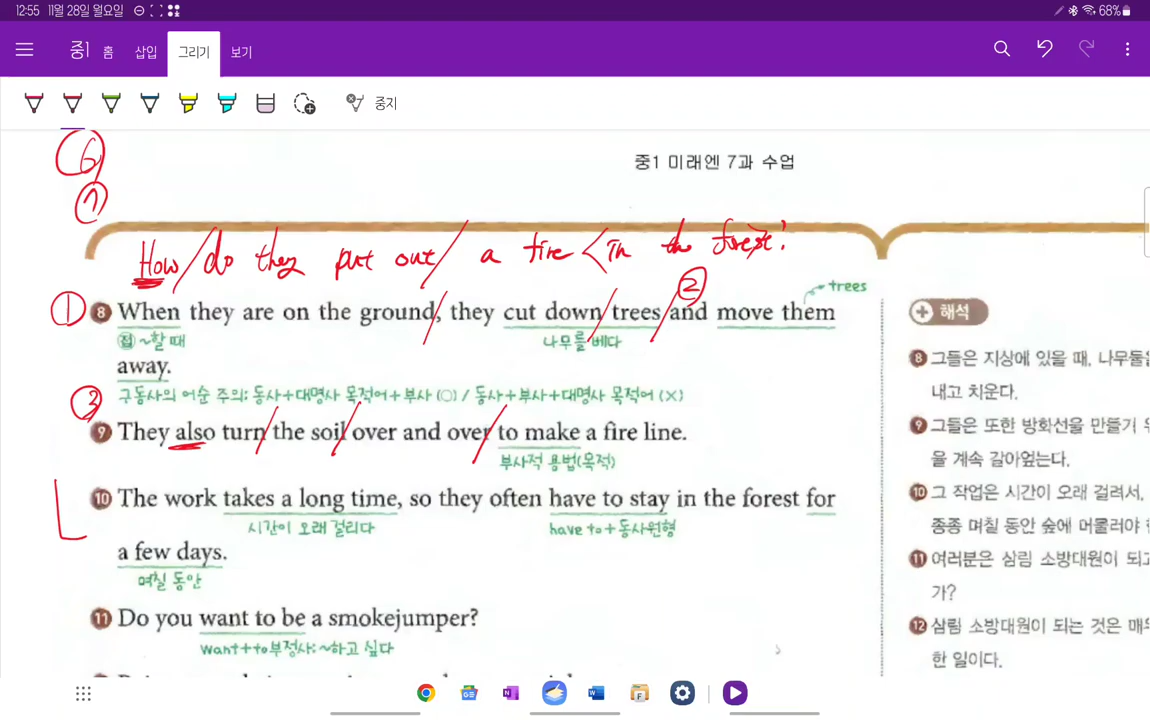 12:55 11월 28일 월요일
68%
중1 홈 삽입 그리기 보기
중지
6
7
중1 미래엔 7과 수업
How / do they put out / a fire < in the forest?
① ⑧ When they are on the ground, / they cut down / trees / ② and move them
trees
접 ~할 때
나무를 베다
away.
구동사의 어순 주의: 동사+대명사 목적어+부사 (○) / 동사+부사+대명사 목적어 (×)
③ ⑨ They also turn / the soil / over and over / to make a fire line.
부사적 용법(목적)
⑩ The work takes a long time, so they often have to stay in the forest for
시간이 오래 걸리다
have to+동사원형
a few days.
며칠 동안
⑪ Do you want to be a smokejumper?
want+to부정사: ~하고 싶다
해석
⑧ 그들은 지상에 있을 때, 나무들을
내고 치운다.
⑨ 그들은 또한 방화선을 만들기
을 계속 갈아엎는다.
⑩ 그 작업은 시간이 오래 걸려서,
종종 며칠 동안 숲에 머물러야
⑪ 여러분은 삼림 소방대원이 되고
가?
⑫ 삼림 소방대원이 되는 것은
한 일이다.